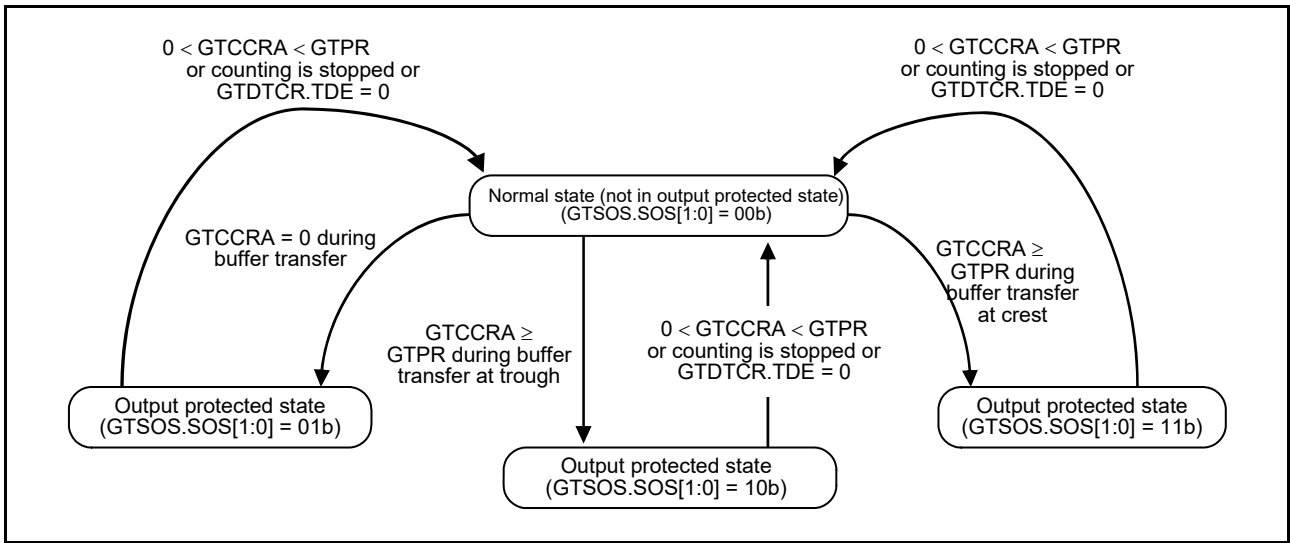 0 < GTCCRA < GTPR
or counting is stopped or
GTDTCR.TDE = 0
0 < GTCCRA < GTPR
or counting is stopped or
GTDTCR.TDE = 0
Normal state (not in output protected state)
(GTSOS.SOS[1:0] = 00b)
GTCCRA = 0 during
buffer transfer
GTCCRA ≥
GTPR during buffer
transfer at trough
0 < GTCCRA < GTPR
or counting is stopped or
GTDTCR.TDE = 0
GTCCRA ≥
GTPR during
buffer transfer
at crest
Output protected state
(GTSOS.SOS[1:0] = 01b)
Output protected state
(GTSOS.SOS[1:0] = 10b)
Output protected state
(GTSOS.SOS[1:0] = 11b)